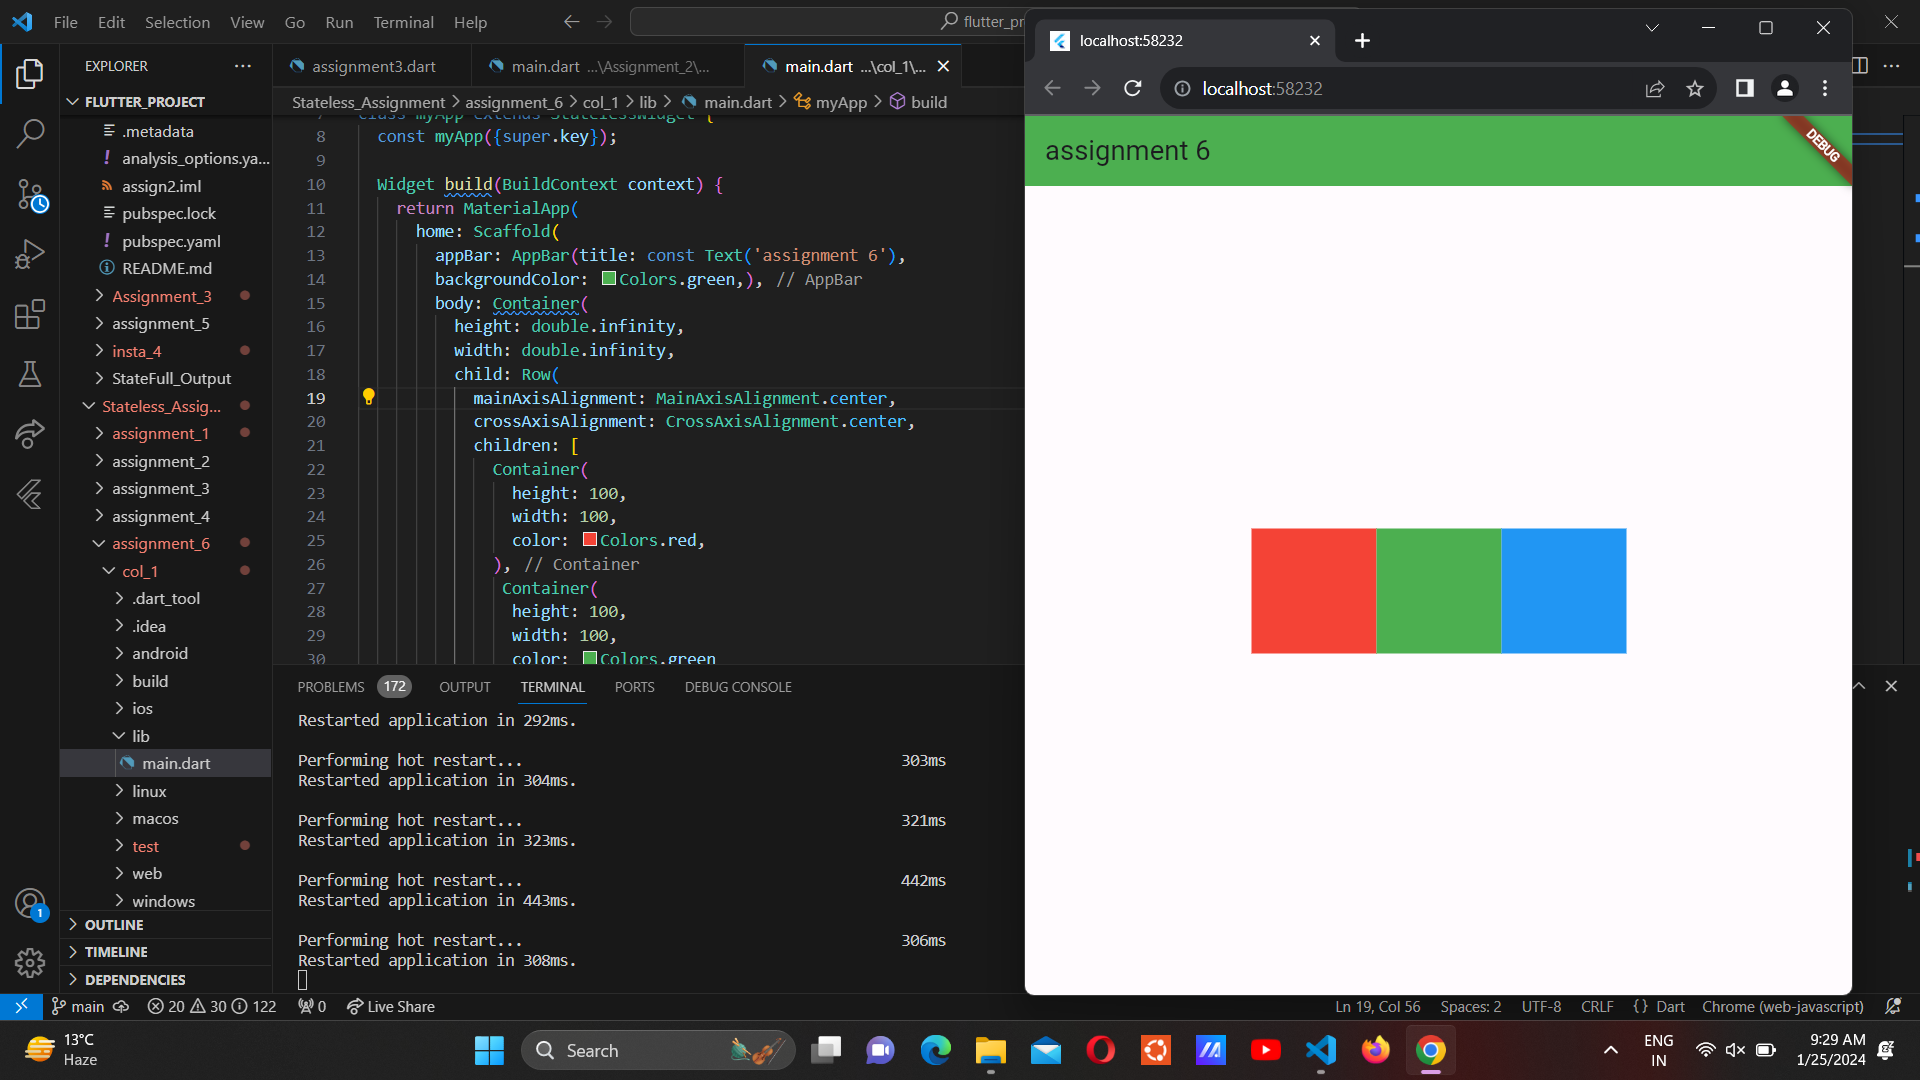 File Edit Selection View Go Run Terminal Help
flutter_pr
EXPLORER
FLUTTER_PROJECT
.metadata
! analysis_options.ya...
assign2.iml
pubspec.lock
! pubspec.yaml
README.md
Assignment_3
assignment_5
insta_4
StateFull_Output
Stateless_Assig...
assignment_1
assignment_2
assignment_3
assignment_4
assignment_6
col_1
.dart_tool
.idea
android
build
ios
lib
main.dart
linux
macos
test
web
windows
OUTLINE
TIMELINE
DEPENDENCIES
assignment3.dart
main.dart ...\Assignment_2\...
main.dart ...\col_1\...
Stateless_Assignment > assignment_6 > col_1 > lib > main.dart > myApp > build
7 class myApp extends StatelessWidget {
8 const myApp({super.key});
9
10 Widget build(BuildContext context) {
11 return MaterialApp(
12 home: Scaffold(
13 appBar: AppBar(title: const Text('assignment 6'),
14 backgroundColor: Colors.green,), // AppBar
15 body: Container(
16 height: double.infinity,
17 width: double.infinity,
18 child: Row(
19 mainAxisAlignment: MainAxisAlignment.center,
20 crossAxisAlignment: CrossAxisAlignment.center,
21 children: [
22 Container(
23 height: 100,
24 width: 100,
25 color: Colors.red,
26 ), // Container
27 Container(
28 height: 100,
29 width: 100,
30 color: Colors.green
PROBLEMS 172 OUTPUT TERMINAL PORTS DEBUG CONSOLE
Restarted application in 292ms.
Performing hot restart... 303ms
Restarted application in 304ms.
Performing hot restart... 321ms
Restarted application in 323ms.
Performing hot restart... 442ms
Restarted application in 443ms.
Performing hot restart... 306ms
Restarted application in 308ms.
localhost:58232
localhost:58232
assignment 6
DEBUG
1
main 20 30 122 0 Live Share
Ln 19, Col 56 Spaces: 2 UTF-8 CRLF {} Dart Chrome (web-javascript)
13°C
Haze
Search
ENG
IN
9:29 AM
1/25/2024